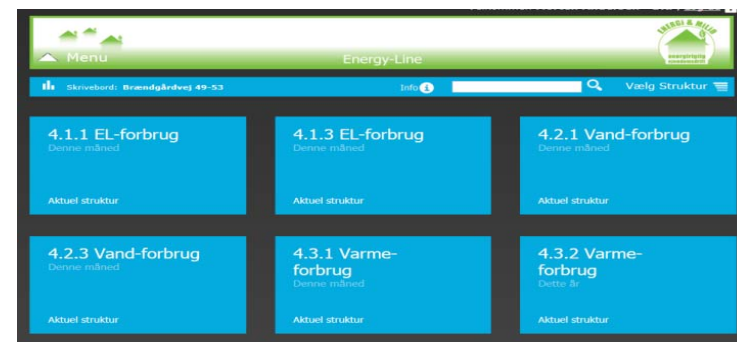 Menu
Energy-Line
ENERGI & MILJØ
Skrivebord: Brændgårdvej 49-53
Info
Vælg Struktur
4.1.1 EL-forbrug
Denne måned
Aktuel struktur
4.1.3 EL-forbrug
Denne måned
Aktuel struktur
4.2.1 Vand-forbrug
Denne måned
Aktuel struktur
4.2.3 Vand-forbrug
Denne måned
Aktuel struktur
4.3.1 Varme-
forbrug
Denne måned
Aktuel struktur
4.3.2 Varme-
forbrug
Dette år
Aktuel struktur